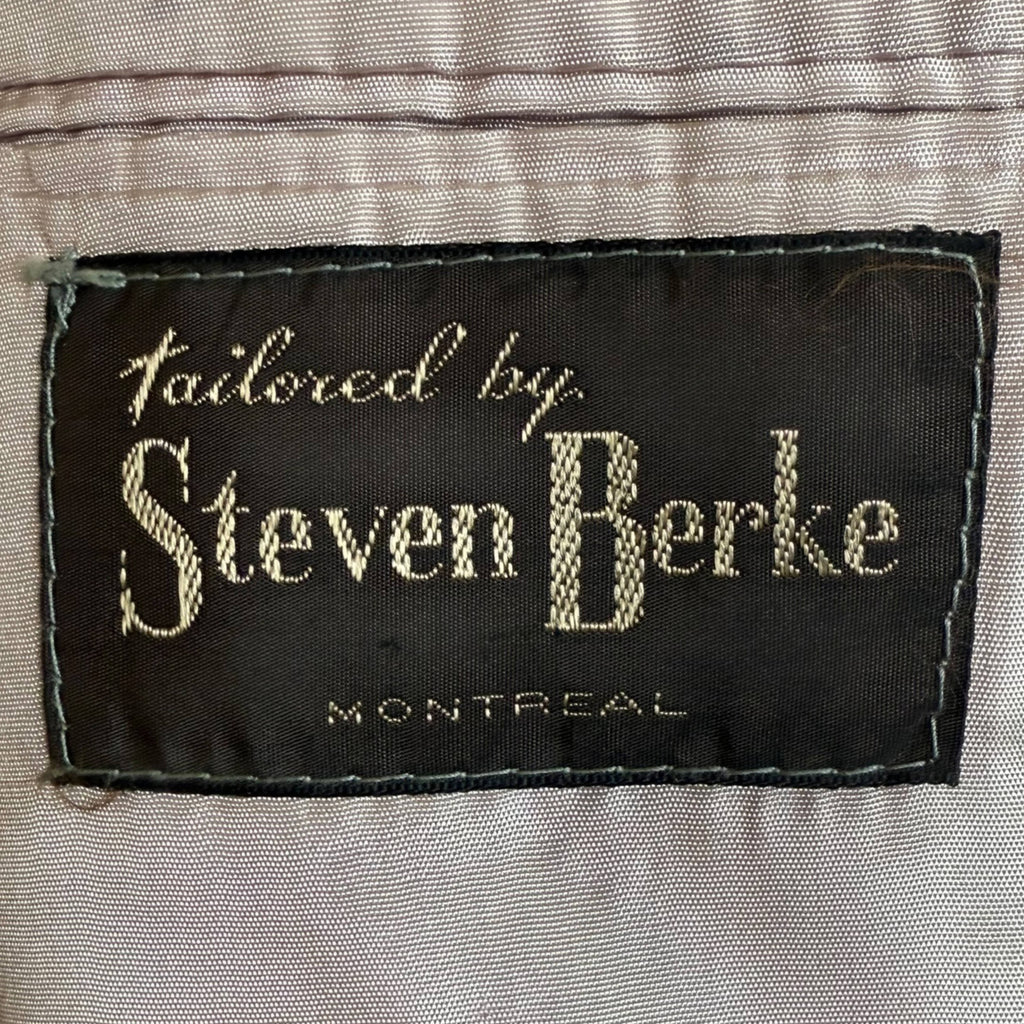 tailored by
Steven Berke
MONTREAL